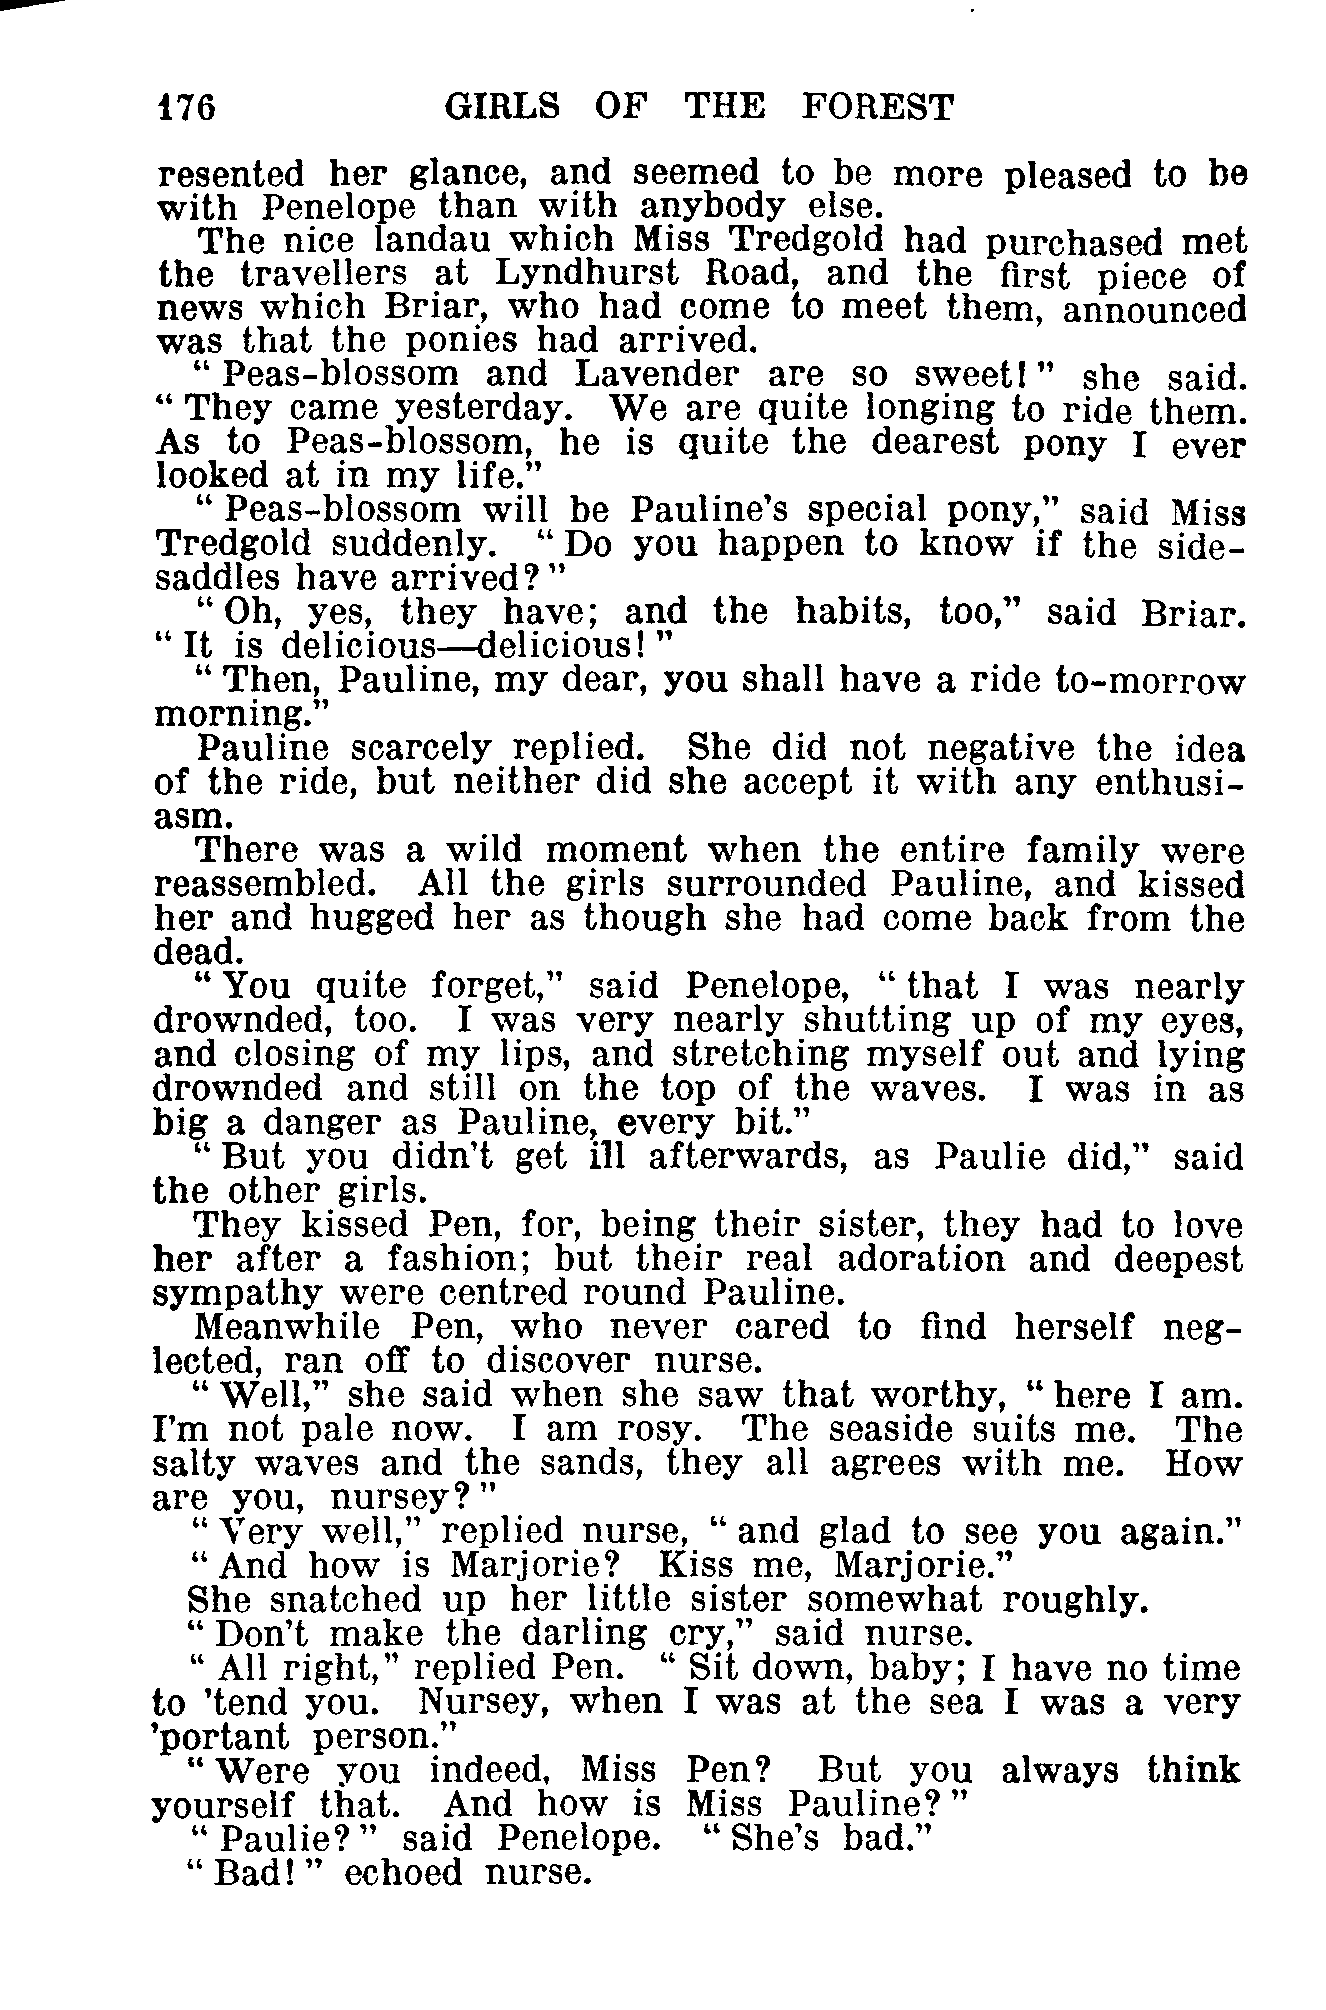 176 GIRLS OF THE FOREST
resented her glance, and seemed to be more pleased to be
with Penelope than with anybody else.
The nice landau which Miss Tredgold had purchased met
the travellers at Lyndhurst Road, and the first piece of
news which Briar, who had come to meet them, announced
was that the ponies had arrived.
“ Peas-blossom and Lavender are so sweet! ” she said.
“ They came yesterday. We are quite longing to ride them.
As to Peas-blossom, he is quite the dearest pony I ever
looked at in my life.”
“ Peas-blossom will be Pauline’s special pony,” said Miss
Tredgold suddenly. “ Do you happen to know if the side-
saddles have arrived? ”
“ Oh, yes, they have; and the habits, too,” said Briar.
“ It is delicious—delicious! ”
“ Then, Pauline, my dear, you shall have a ride to-morrow
morning.”
Pauline scarcely replied. She did not negative the idea
of the ride, but neither did she accept it with any enthusi-
asm.
There was a wild moment when the entire family were
reassembled. All the girls surrounded Pauline, and kissed
her and hugged her as though she had come back from the
dead.
“ You quite forget,” said Penelope, “ that I was nearly
drownded, too. I was very nearly shutting up of my eyes,
and closing of my lips, and stretching myself out and lying
drownded and still on the top of the waves. I was in as
big a danger as Pauline, every bit.”
“ But you didn’t get ill afterwards, as Paulie did,” said
the other girls.
They kissed Pen, for, being their sister, they had to love
her after a fashion; but their real adoration and deepest
sympathy were centred round Pauline.
Meanwhile Pen, who never cared to find herself neg-
lected, ran off to discover nurse.
“ Well,” she said when she saw that worthy, “ here I am.
I’m not pale now. I am rosy. The seaside suits me. The
salty waves and the sands, they all agrees with me. How
are you, nursey? ”
“ Very well,” replied nurse, “ and glad to see you again.”
“ And how is Marjorie? Kiss me, Marjorie.”
She snatched up her little sister somewhat roughly.
“ Don’t make the darling cry,” said nurse.
“ All right,” replied Pen. “ Sit down, baby; I have no time
to ’tend you. Nursey, when I was at the sea I was a very
’portant person.”
“ Were you indeed, Miss Pen? But you always think
yourself that. And how is Miss Pauline? ”
“ Paulie? ” said Penelope. “ She’s bad.”
“ Bad! ” echoed nurse.